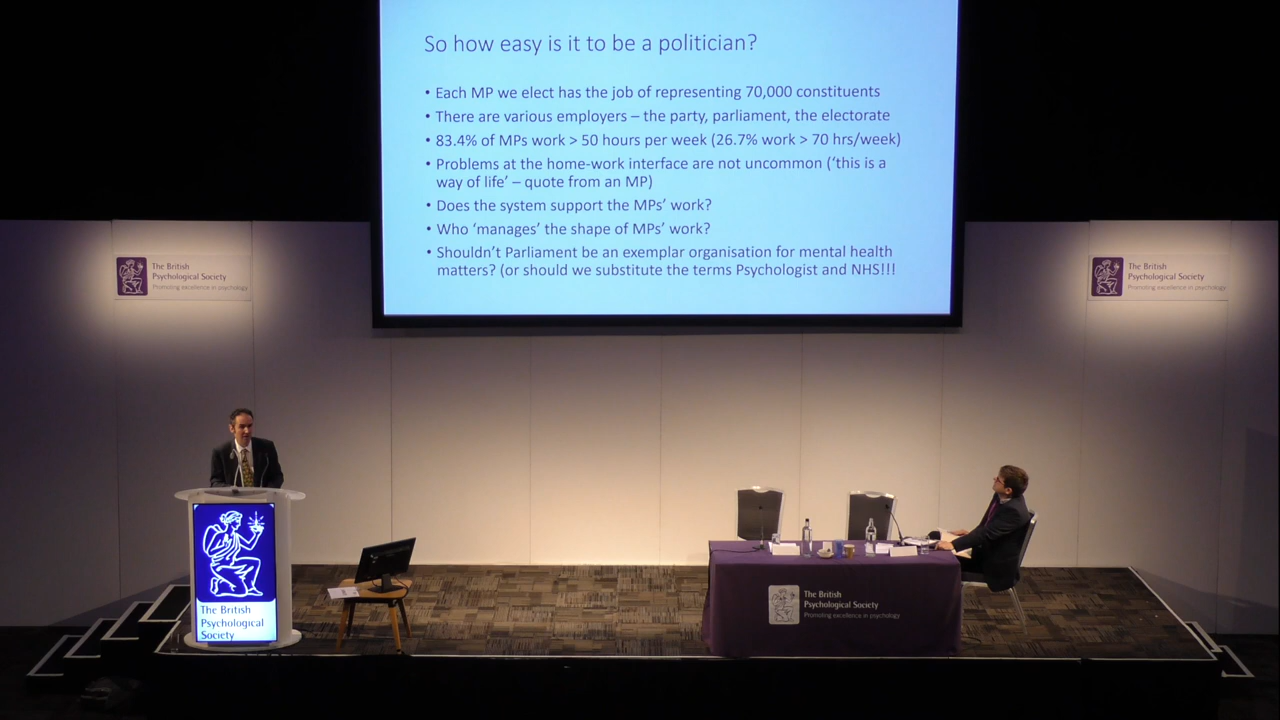 So how easy is it to be a politician?
• Each MP we elect has the job of representing 70,000 constituents
• There are various employers – the party, parliament, the electorate
• 83.4% of MPs work > 50 hours per week (26.7% work > 70 hrs/week)
• Problems at the home-work interface are not uncommon (‘this is a
way of life’ – quote from an MP)
• Does the system support the MPs’ work?
• Who ‘manages’ the shape of MPs’ work?
• Shouldn’t Parliament be an exemplar organisation for mental health
matters? (or should we substitute the terms Psychologist and NHS!!!
The British
Psychological Society
Promoting excellence in psychology
The British
Psychological Society
Promoting excellence in psychology
The British
Psychological
Society
The British
Psychological Society
Promoting excellence in psychology